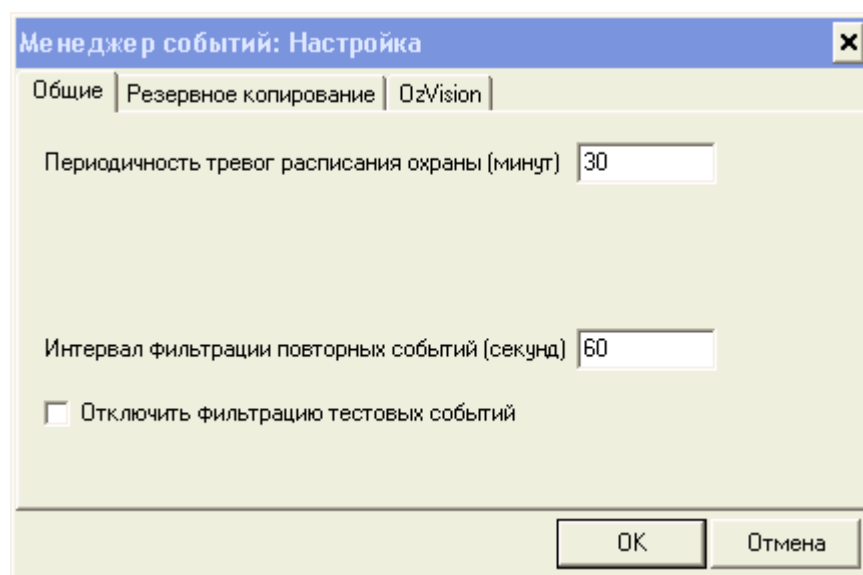 Менеджер событий: Настройка
Общие Резервное копирование OzVision
Периодичность тревог расписания охраны (минут) 30
Интервал фильтрации повторных событий (секунд) 60
Отключить фильтрацию тестовых событий
OK Отмена